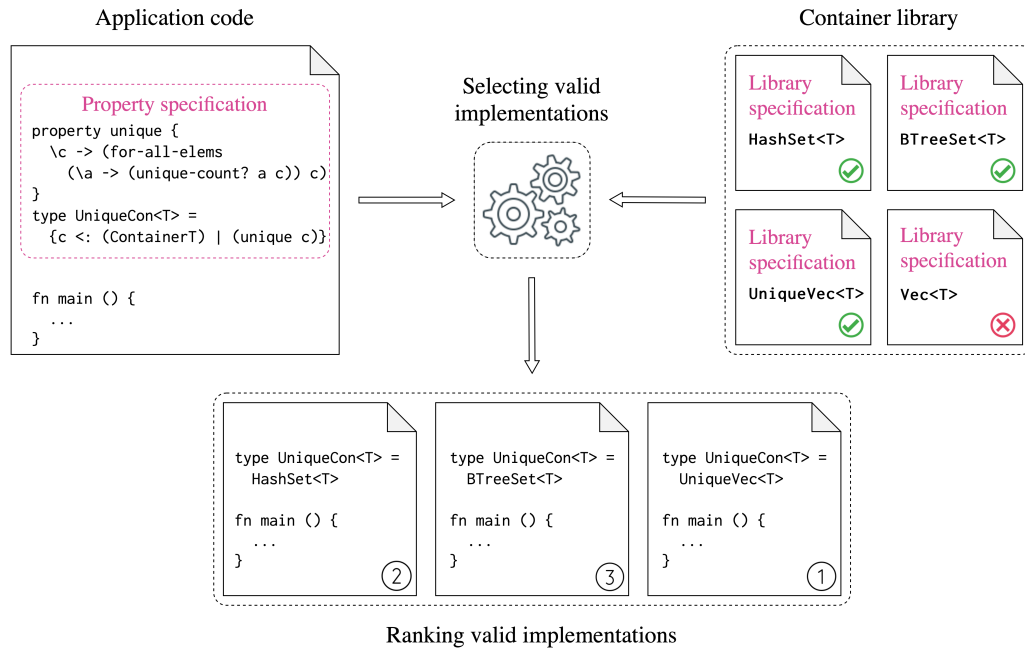 Application code
Property specification
property unique {
\c -> (for-all-elems
(\a -> (unique-count? a c)) c)
}
type UniqueCon<T> =
{c <: (ContainerT) | (unique c)}
fn main () {
...
}
Selecting valid
implementations
Container library
Library
specification
HashSet<T>
Library
specification
BTreeSet<T>
Library
specification
UniqueVec<T>
Library
specification
Vec<T>
type UniqueCon<T> =
HashSet<T>
fn main () {
...
}
2
type UniqueCon<T> =
BTreeSet<T>
fn main () {
...
}
3
type UniqueCon<T> =
UniqueVec<T>
fn main () {
...
}
1
Ranking valid implementations